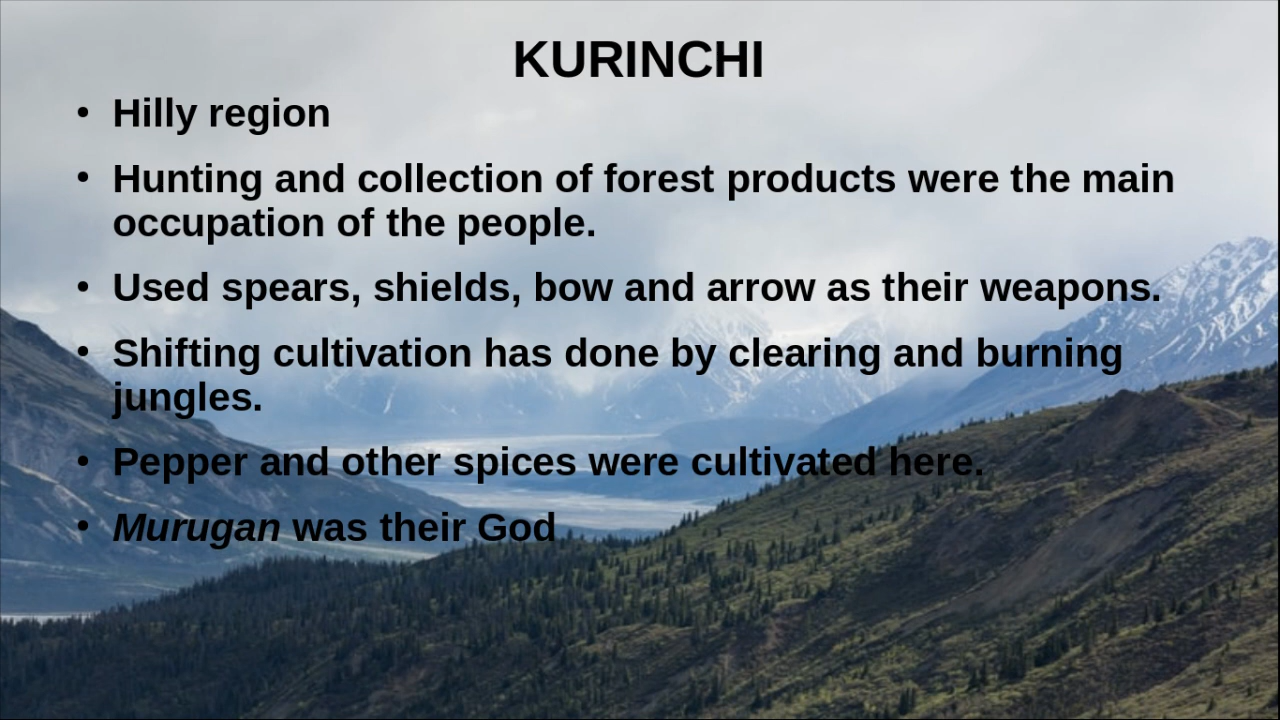 KURINCHI
• Hilly region
• Hunting and collection of forest products were the main
occupation of the people.
• Used spears, shields, bow and arrow as their weapons.
• Shifting cultivation has done by clearing and burning
jungles.
• Pepper and other spices were cultivated here.
• Murugan was their God